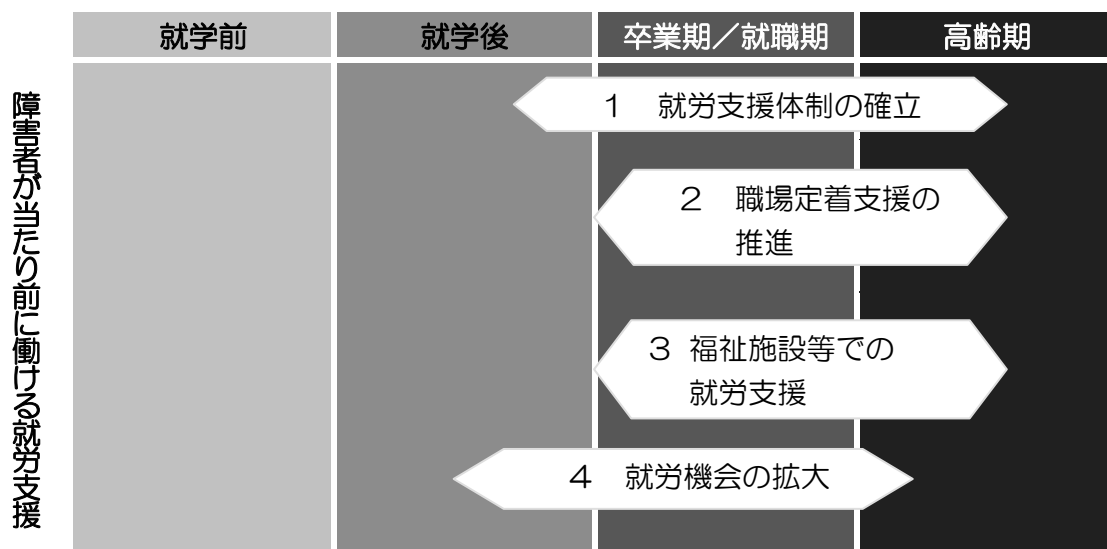 就学前
就学後
卒業期／就職期
高齢期
障害者が当たり前に働ける就労支援
１　就労支援体制の確立
２　職場定着支援の
推進
３ 福祉施設等での
就労支援
４　就労機会の拡大